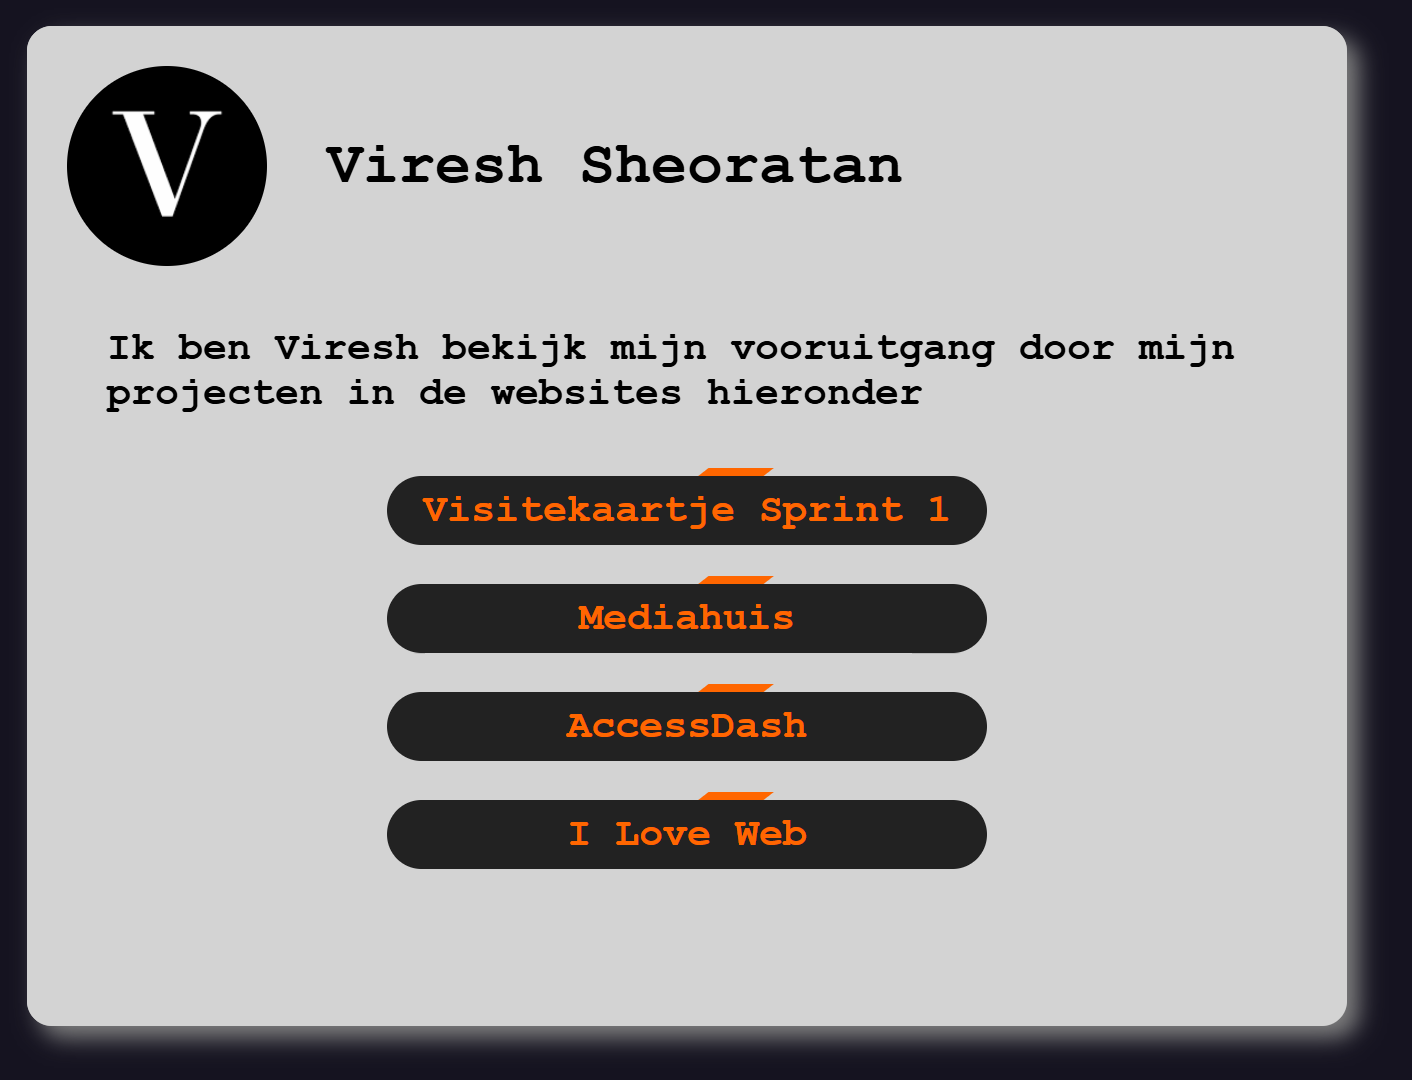 V
Viresh Sheoratan
Ik ben Viresh bekijk mijn vooruitgang door mijn
projecten in de websites hieronder
Visitekaartje Sprint 1
Mediahuis
AccessDash
I Love Web